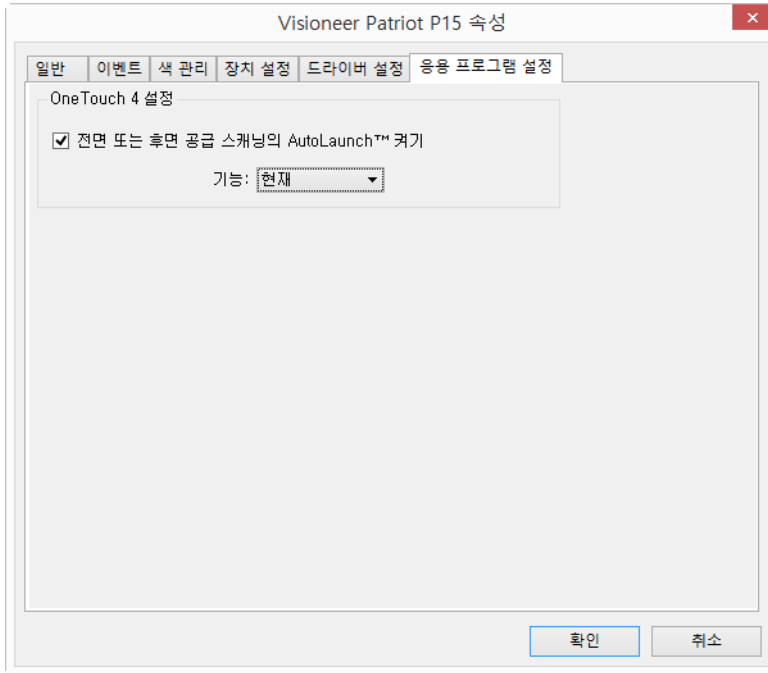 Visioneer Patriot P15 속성
일반 이벤트 색 관리 장치 설정 드라이버 설정 응용 프로그램 설정
OneTouch 4 설정
전면 또는 후면 공급 스캐닝의 AutoLaunch™ 켜기
기능: 현재
확인 취소